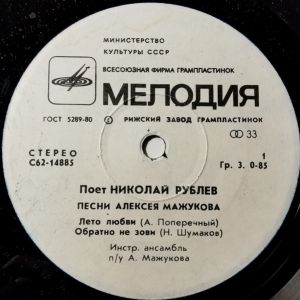 МИНИСТЕРСТВО
КУЛЬТУРЫ СССР
ВСЕСОЮЗНАЯ ФИРМА ГРАМПЛАСТИНОК
МЕЛОДИЯ
ГОСТ 5289-80
РИЖСКИЙ ЗАВОД ГРАМПЛАСТИНОК
33
СТЕРЕО
С62-14885
1
Гр. 3. 0-85
Поет НИКОЛАЙ РУБЛЕВ
ПЕСНИ АЛЕКСЕЯ МАЖУКОВА
Лето любви (А. Поперечный)
Обратно не зови (Н. Шумаков)
Инстр. ансамбль
п/у А. Мажукова